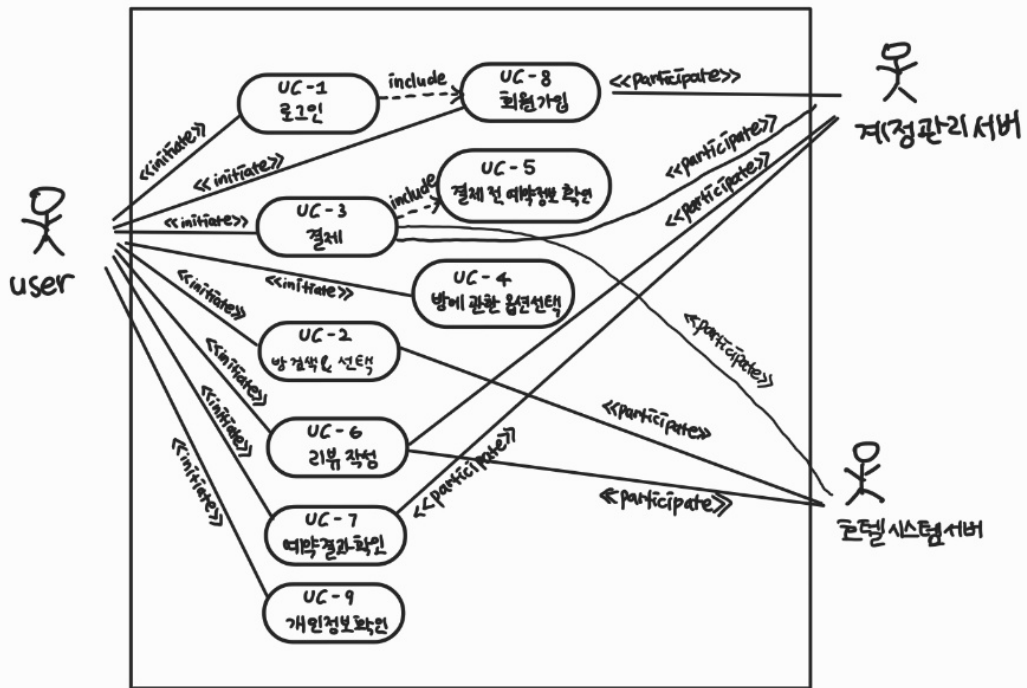 UC-1
로그인
include
UC-8
회원가입
<<participate>>
계정관리서버
<<initiate>>
<<initiate>>
<<participate>>
UC-5
결제 전 예약정보 확인
include
<<participate>>
UC-3
결제
<<initiate>>
user
UC-4
방에 관한 옵션선택
<<initiate>>
<<initiate>>
UC-2
방 검색 & 선택
<<participate>>
<<initiate>>
<<participate>>
UC-6
리뷰 작성
<<initiate>>
<<participate>>
<<participate>>
<<initiate>>
UC-7
예약결과확인
호텔시스템서버
UC-9
개인정보확인